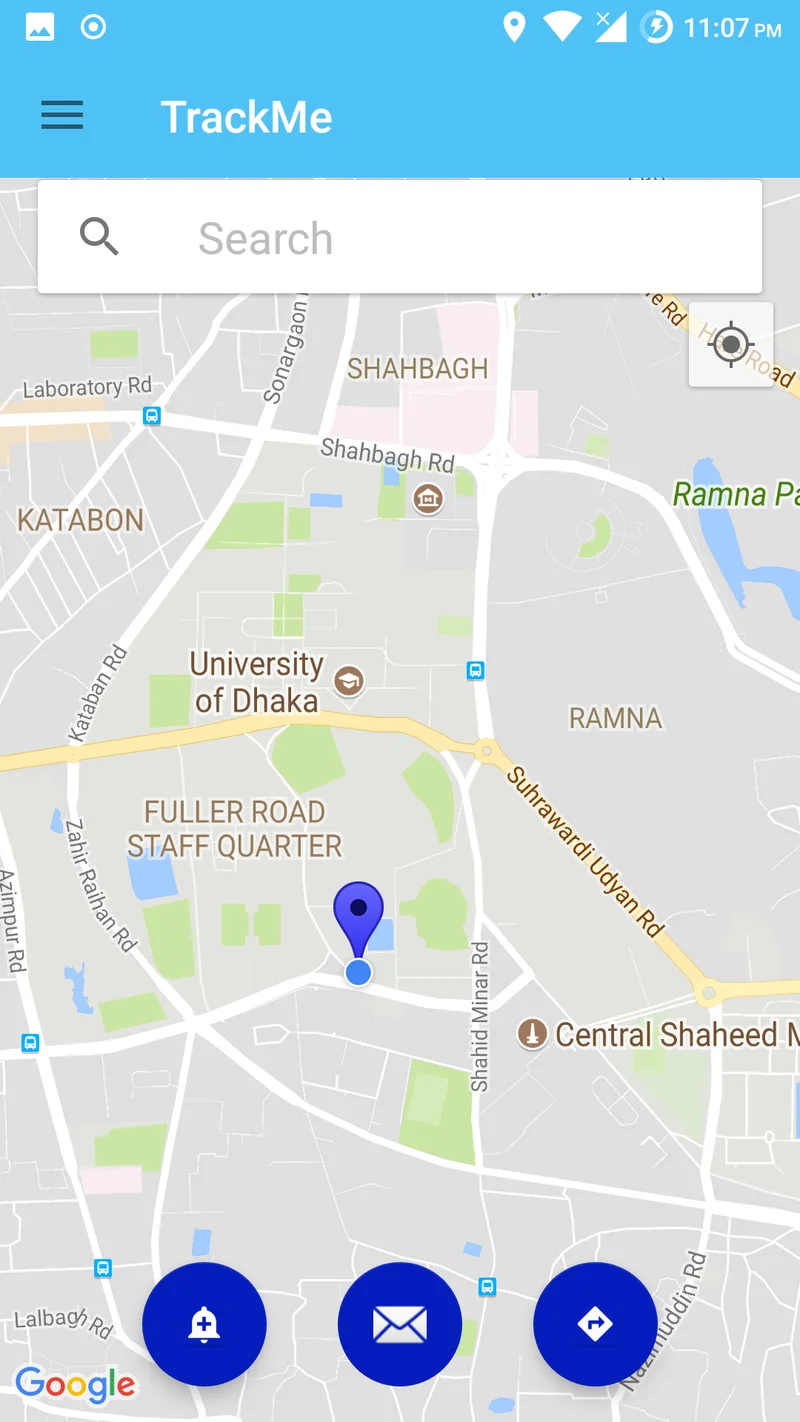 11:07 PM
TrackMe
Search
SHAHBAGH
Sonargaon
Laboratory Rd
Shahbagh Rd
Road
Ramna Pa
KATABON
University
of Dhaka
Kataban Rd
RAMNA
FULLER ROAD
STAFF QUARTER
Suhrawardi Udyan Rd
Zahir Raihan Rd
Azimpur Rd
Shahid Minar Rd
Central Shaheed M
Nazimuddin Rd
Lalbagh Rd
Google